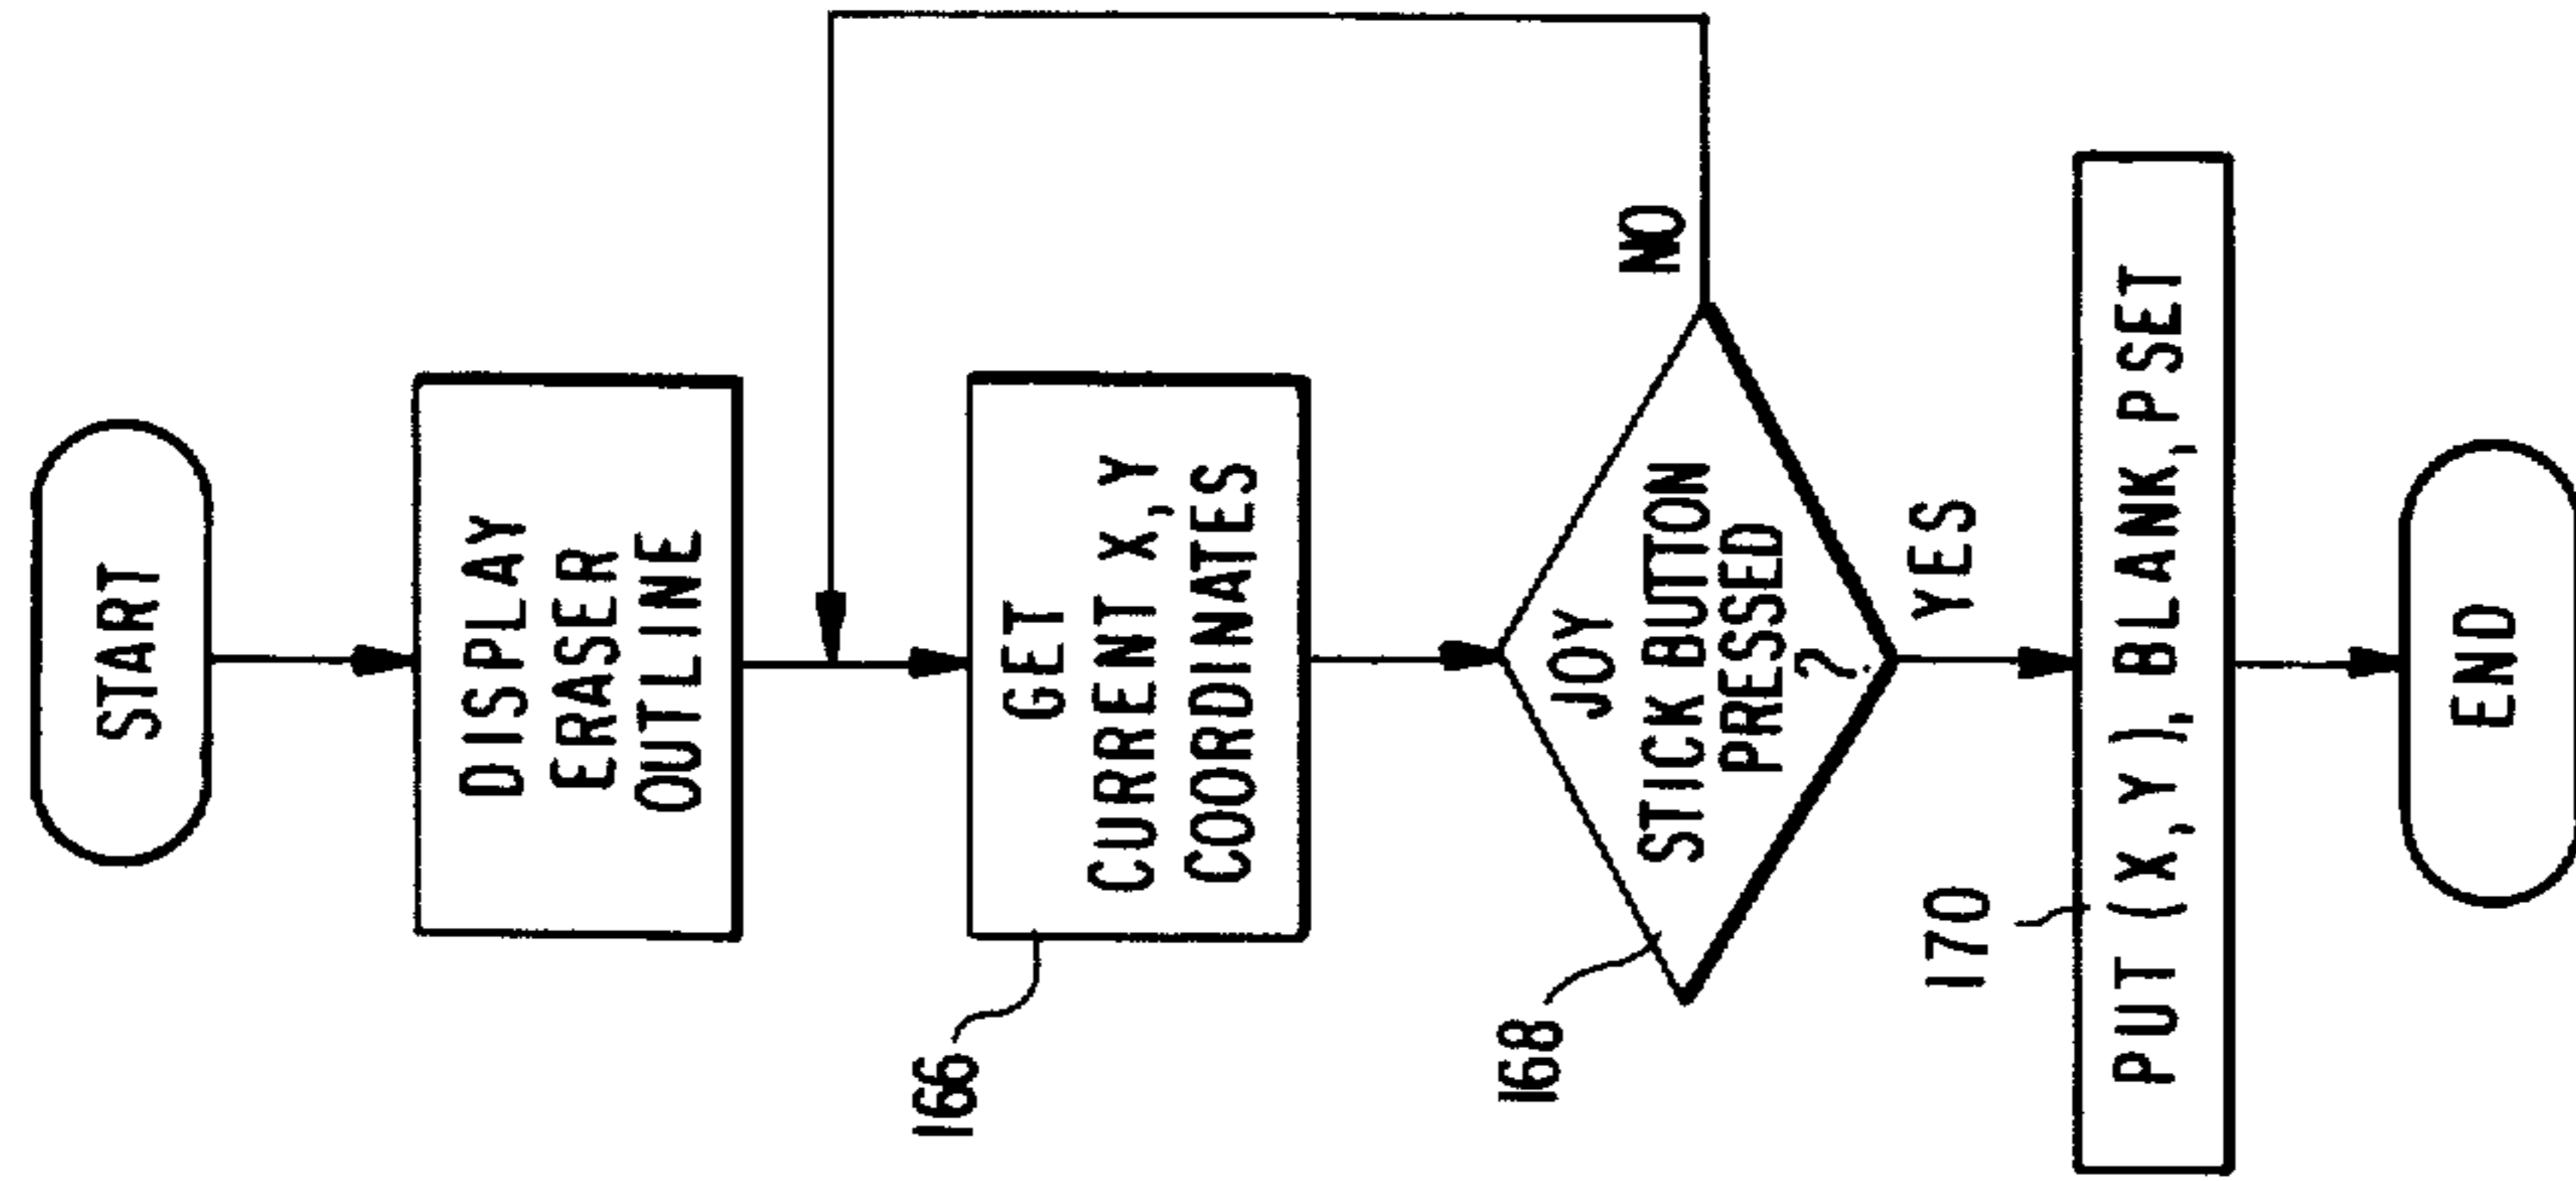 START
DISPLAY
ERASER
OUTLINE
GET
CURRENT X,Y
COORDINATES
166
JOY
STICK BUTTON
PRESSED
?
NO
168
YES
170
PUT (X,Y), BLANK,PSET
END